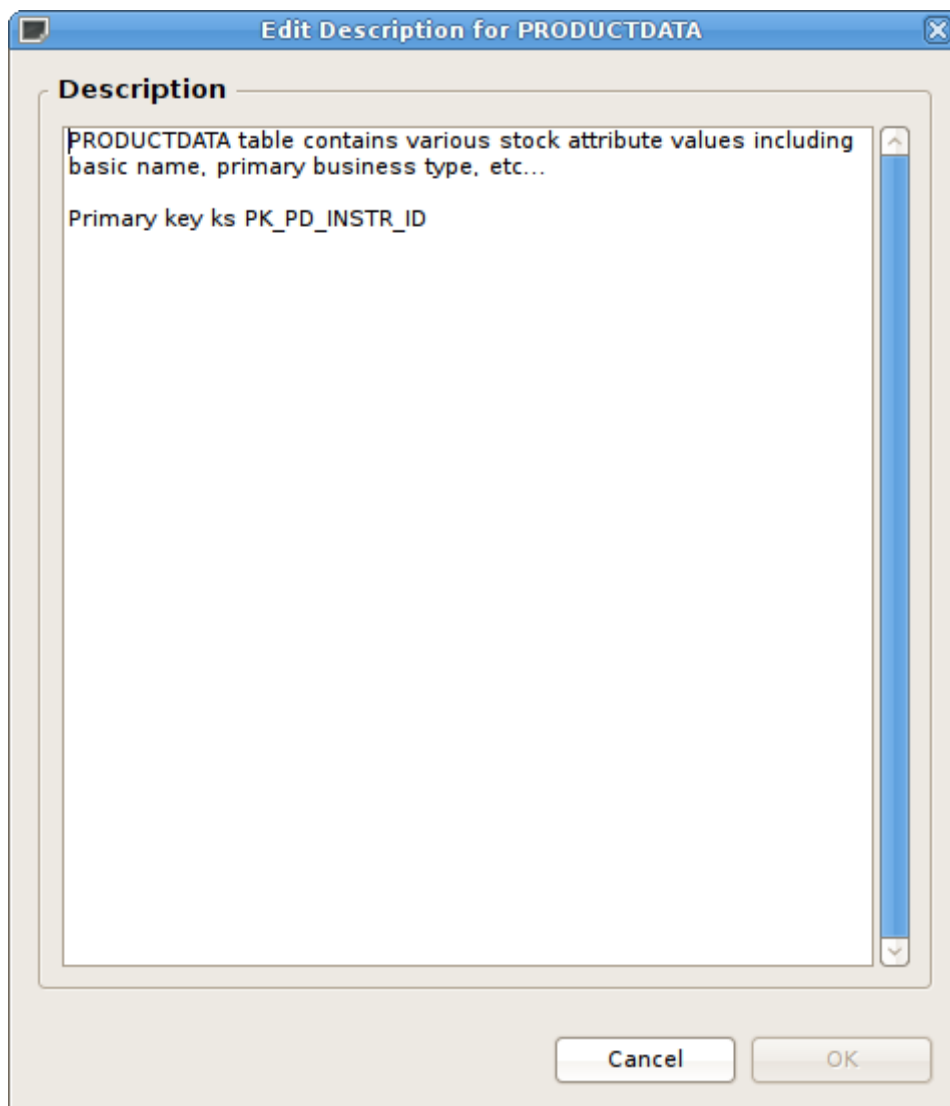 Edit Description for PRODUCTDATA
Description
PRODUCTDATA table contains various stock attribute values including
basic name, primary business type, etc...
Primary key ks PK_PD_INSTR_ID
Cancel
OK